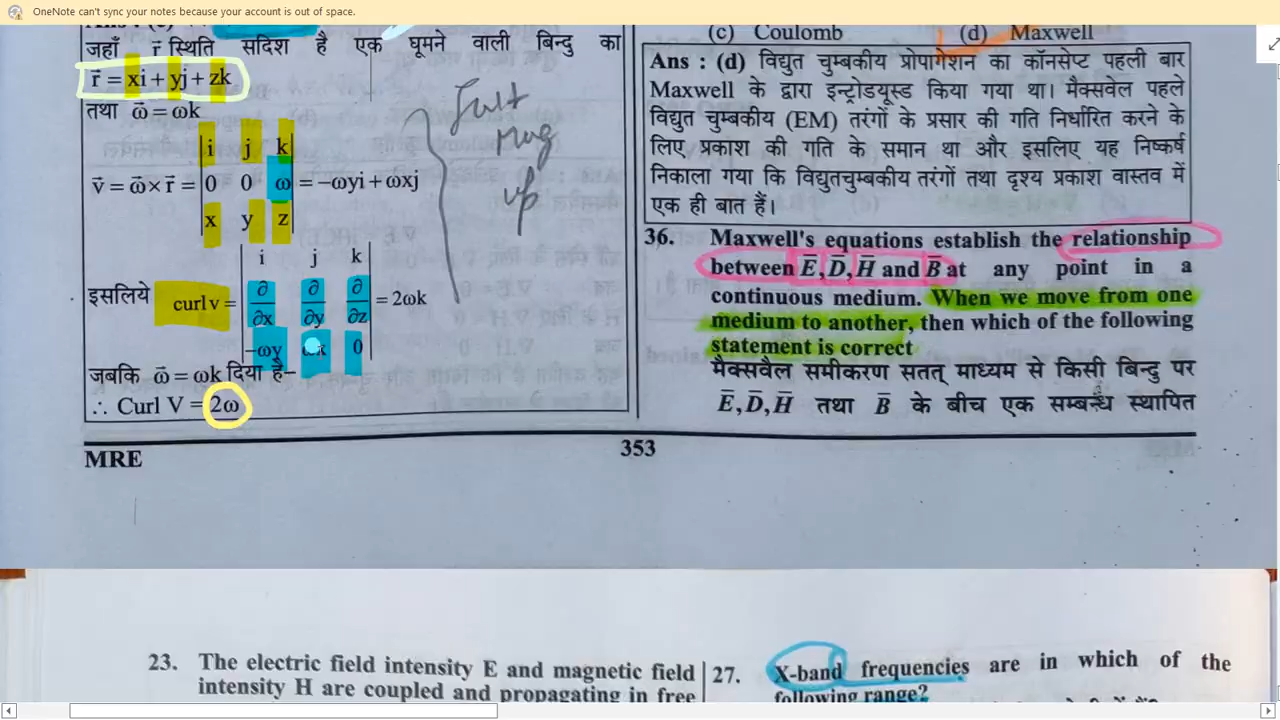 OneNote can't sync your notes because your account is out of space.
जहाँ r⃗ स्थिति सदिश है एक घूमने वाली बिन्दु का
r⃗ = xi + yj + zk
तथा ω⃗ = ωk
i j k
v⃗ = ω⃗ × r⃗ = 0 0 ω = −ωyi + ωxj
x y z
i j k
इसलिये curl v = ∂/∂x ∂/∂y ∂/∂z = 2ωk
−ωy ωx 0
जबकि ω⃗ = ωk दिया है–
∴ Curl V = 2ω
(c) Coulomb (d) Maxwell
Ans : (d) विद्युत चुम्बकीय प्रोपागेशन का कॉनसेप्ट पहली बार
Maxwell के द्वारा इन्ट्रोडयूस्ड किया गया था। मैक्सवेल पहले
विद्युत चुम्बकीय (EM) तरंगों के प्रसार की गति निर्धारित करने के
लिए प्रकाश की गति के समान था और इसलिए यह निष्कर्ष
निकाला गया कि विद्युतचुम्बकीय तरंगों तथा दृश्य प्रकाश वास्तव में
एक ही बात हैं।
36. Maxwell's equations establish the relationship
between E̅, D̅, H̅ and B̅ at any point in a
continuous medium. When we move from one
medium to another, then which of the following
statement is correct
मैक्सवैल समीकरण सतत् माध्यम से किसी बिन्दु पर
E̅, D̅, H̅ तथा B̅ के बीच एक सम्बन्ध स्थापित
MRE
353
23. The electric field intensity E and magnetic field
intensity H are coupled and propagating in free
27. X-band frequencies are in which of the
following range?